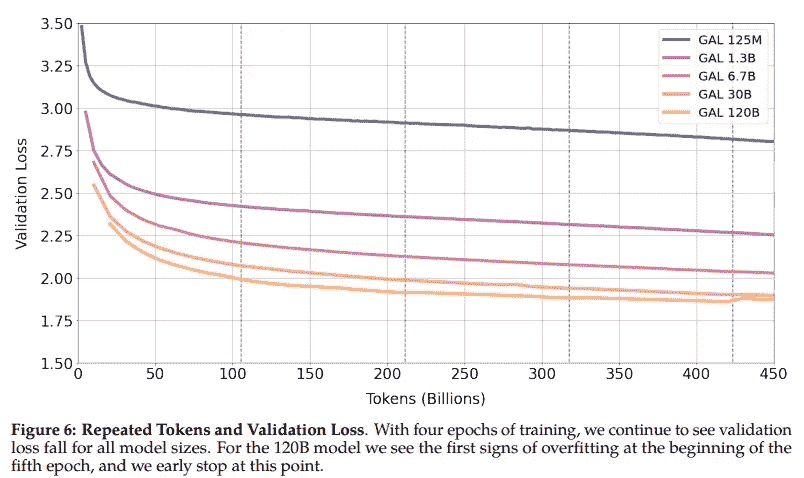 3.50
3.25
3.00
2.75
2.50
2.25
2.00
1.75
1.50
Validation Loss
GAL 125M
GAL 1.3B
GAL 6.7B
GAL 30B
GAL 120B
0 50 100 150 200 250 300 350 400 450
Tokens (Billions)
Figure 6: Repeated Tokens and Validation Loss. With four epochs of training, we continue to see validation
loss fall for all model sizes. For the 120B model we see the first signs of overfitting at the beginning of the
fifth epoch, and we early stop at this point.